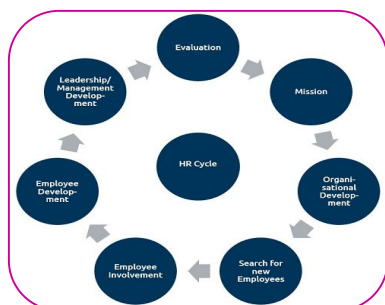 Evaluation
Mission
Organi-
sational Develop-
ment
Search for
new
Employees
Employee
Involvement
Employee
Develop-
ment
Leadership/
Management
Develop-
ment
HR Cycle